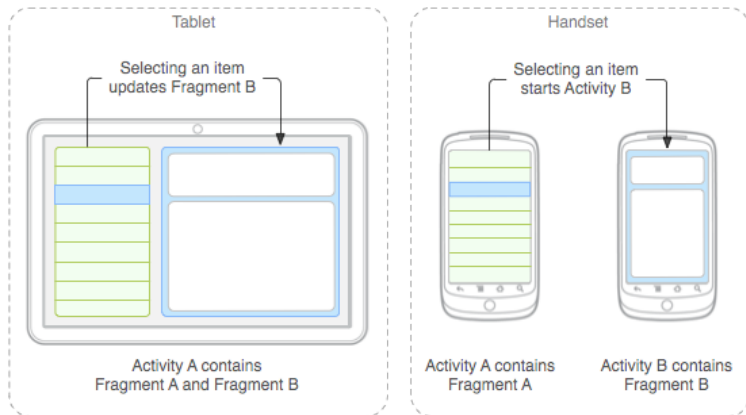 Tablet
Selecting an item
updates Fragment B
Activity A contains
Fragment A and Fragment B
Handset
Selecting an item
starts Activity B
Activity A contains
Fragment A
Activity B contains
Fragment B